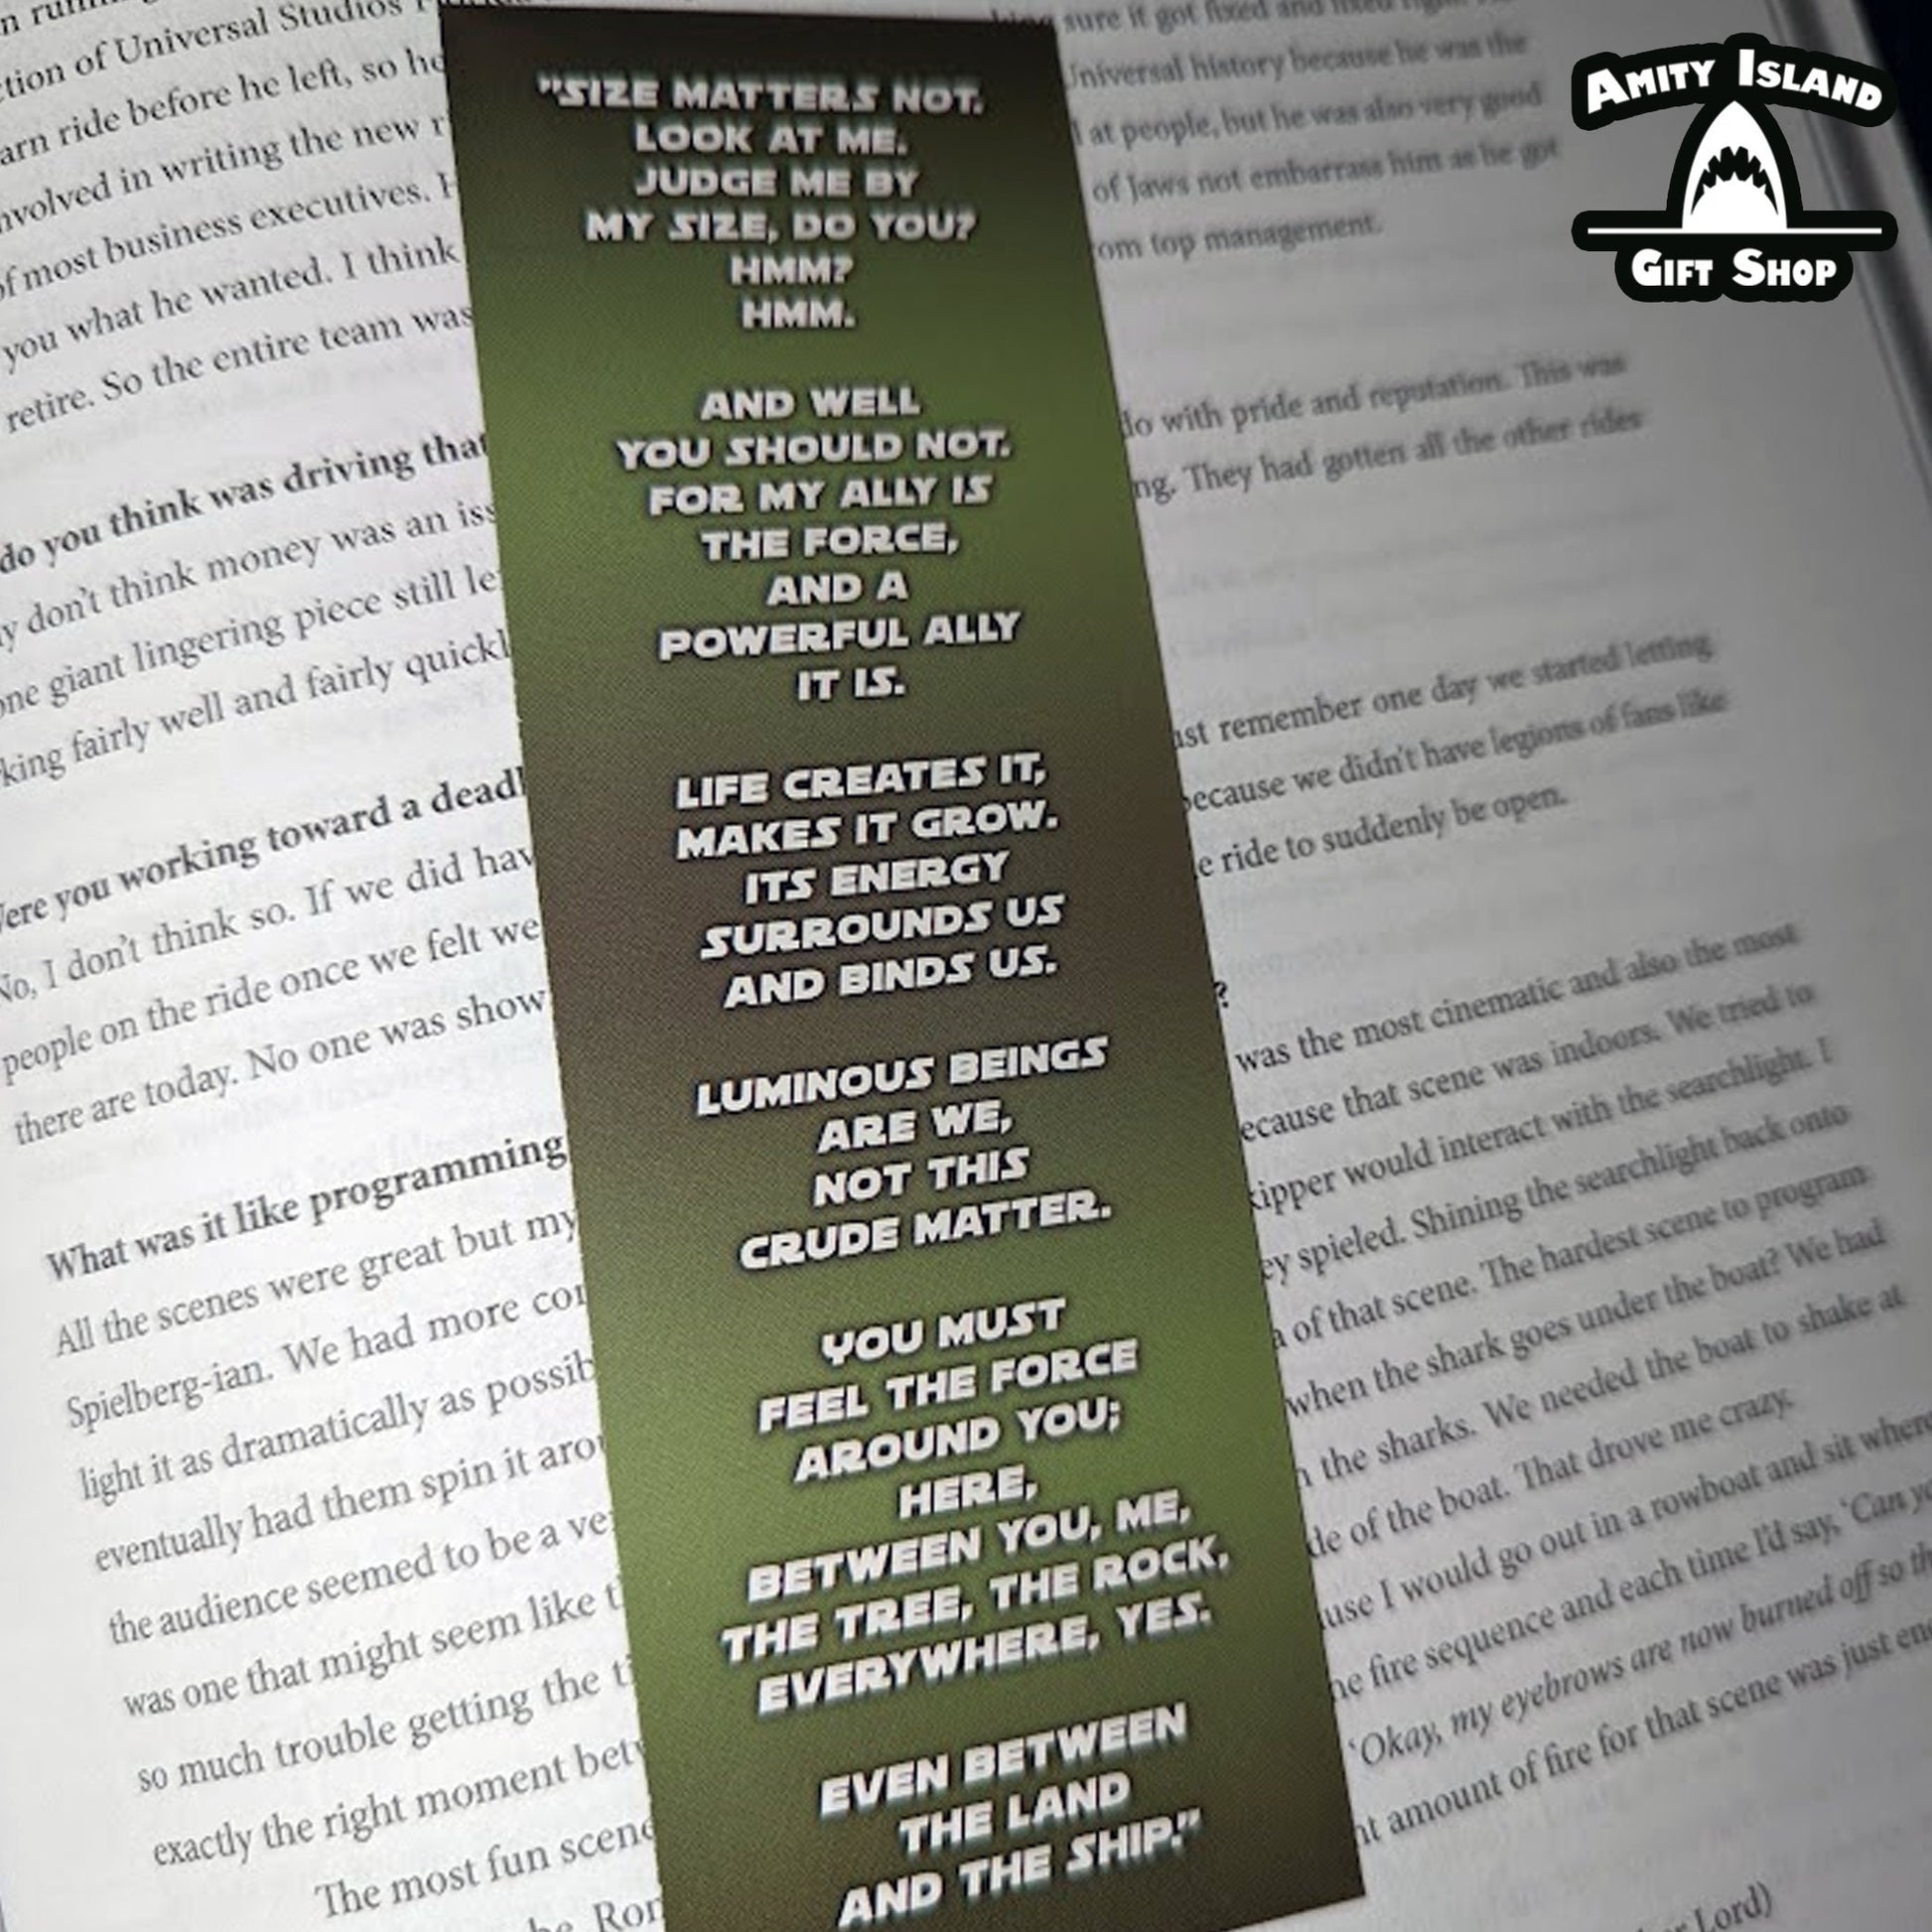 ction of Universal Studios
arn ride before he left, so he
nvolved in writing the new r
of most business executives. H
you what he wanted. I think
retire. So the entire team was
do you think was driving that
y don't think money was an iss
one giant lingering piece still le
king fairly well and fairly quickl
Were you working toward a deadl
No, I don't think so. If we did hav
people on the ride once we felt we
there are today. No one was show
What was it like programming
All the scenes were great but my
Spielberg-ian. We had more cor
light it as dramatically as possib
eventually had them spin it arou
the audience seemed to be a ve
was one that might seem like t
so much trouble getting the ti
exactly the right moment betw
The most fun scene
"SIZE MATTERS NOT.
LOOK AT ME.
JUDGE ME BY
MY SIZE, DO YOU?
HMM?
HMM.
AND WELL
YOU SHOULD NOT.
FOR MY ALLY IS
THE FORCE,
AND A
POWERFUL ALLY
IT IS.
LIFE CREATES IT,
MAKES IT GROW.
ITS ENERGY
SURROUNDS US
AND BINDS US.
LUMINOUS BEINGS
ARE WE,
NOT THIS
CRUDE MATTER.
YOU MUST
FEEL THE FORCE
AROUND YOU;
HERE,
BETWEEN YOU, ME,
THE TREE, THE ROCK,
EVERYWHERE, YES.
EVEN BETWEEN
THE LAND
AND THE SHIP."
sure it got fixed and fixed
Universal history because he was the
at people, but he was also very good
of Jaws not embarrass him as he got
om top management.
do with pride and reputation. This was
ng. They had gotten all the other rides
ust remember one day we started letting
because we didn't have legions of fans like
e ride to suddenly be open.
?
was the most cinematic and also the most
ecause that scene was indoors. We tried to
kipper would interact with the searchlight. I
ey spieled. Shining the searchlight back onto
a of that scene. The hardest scene to program
when the shark goes under the boat? We had
n the sharks. We needed the boat to shake at
de of the boat. That drove me crazy.
use I would go out in a rowboat and sit where
he fire sequence and each time I'd say, 'Can yo
'Okay, my eyebrows are now burned off so th
nt amount of fire for that scene was just en
Lord)
AMITY ISLAND
GIFT SHOP